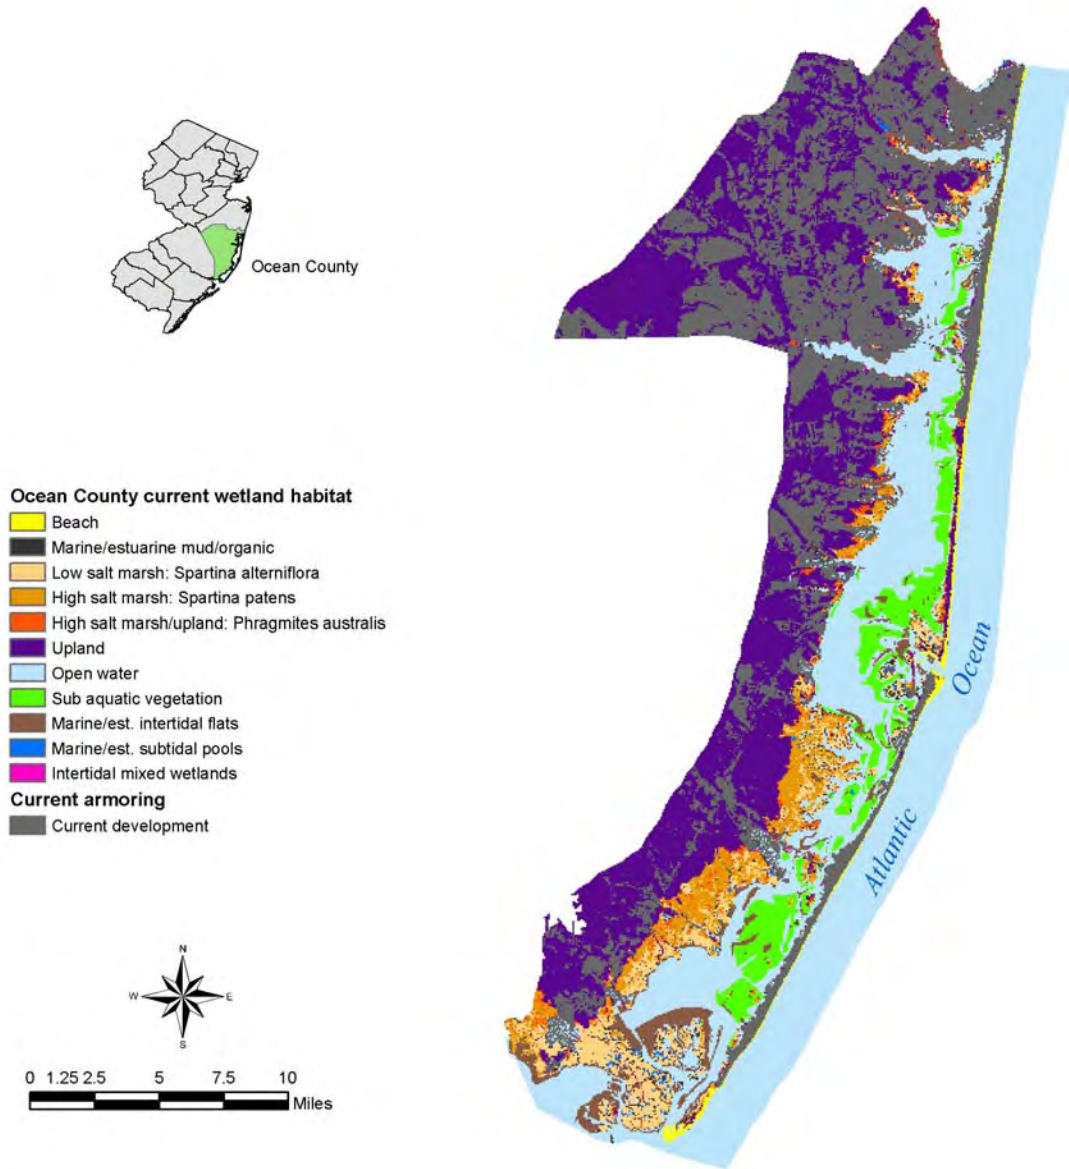 Ocean County
Ocean County current wetland habitat
Beach
Marine/estuarine mud/organic
Low salt marsh: Spartina alterniflora
High salt marsh: Spartina patens
High salt marsh/upland: Phragmites australis
Upland
Open water
Sub aquatic vegetation
Marine/est. intertidal flats
Marine/est. subtidal pools
Intertidal mixed wetlands
Current armoring
Current development
N
W E
S
0 1.25 2.5 5 7.5 10
Miles
Atlantic Ocean